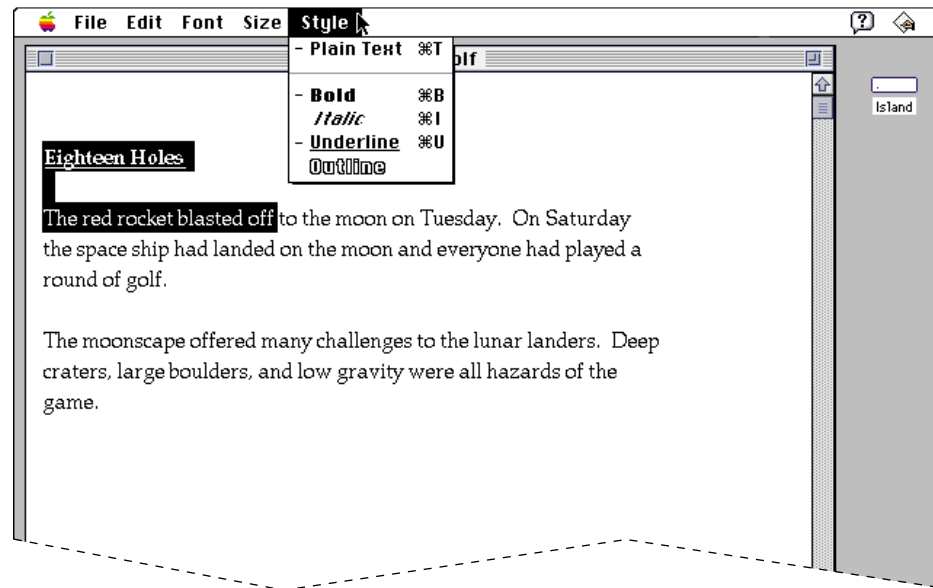 File Edit Font Size Style
– Plain Text ⌘T
olf
– Bold ⌘B
Italic ⌘I
– Underline ⌘U
Outline
Island
Eighteen Holes
The red rocket blasted off to the moon on Tuesday. On Saturday
the space ship had landed on the moon and everyone had played a
round of golf.
The moonscape offered many challenges to the lunar landers. Deep
craters, large boulders, and low gravity were all hazards of the
game.